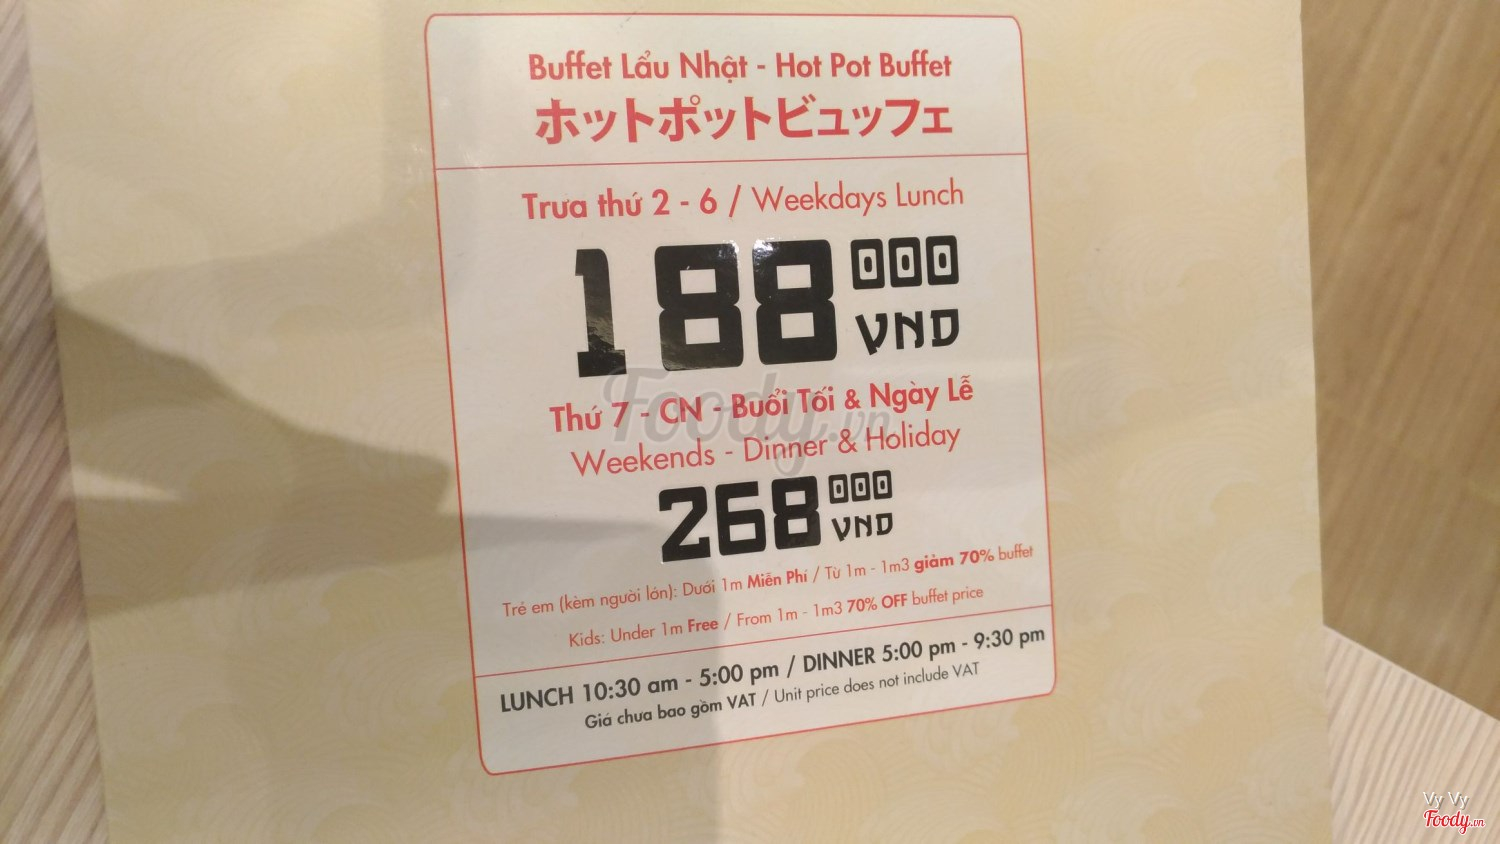 Buffet Lẩu Nhật - Hot Pot Buffet
ホットポットビュッフェ
Trưa thứ 2 - 6 / Weekdays Lunch
188 000 VND
Thứ 7 - CN - Buổi Tối & Ngày Lễ
Weekends - Dinner & Holiday
268 000 VND
Trẻ em (kèm người lớn): Dưới 1m Miễn Phí / Từ 1m - 1m3 giảm 70% buffet
Kids: Under 1m Free / From 1m - 1m3 70% OFF buffet price
LUNCH 10:30 am - 5:00 pm / DINNER 5:00 pm - 9:30 pm
Giá chưa bao gồm VAT / Unit price does not include VAT
Foody.vn
Vy Vy
Foody.vn